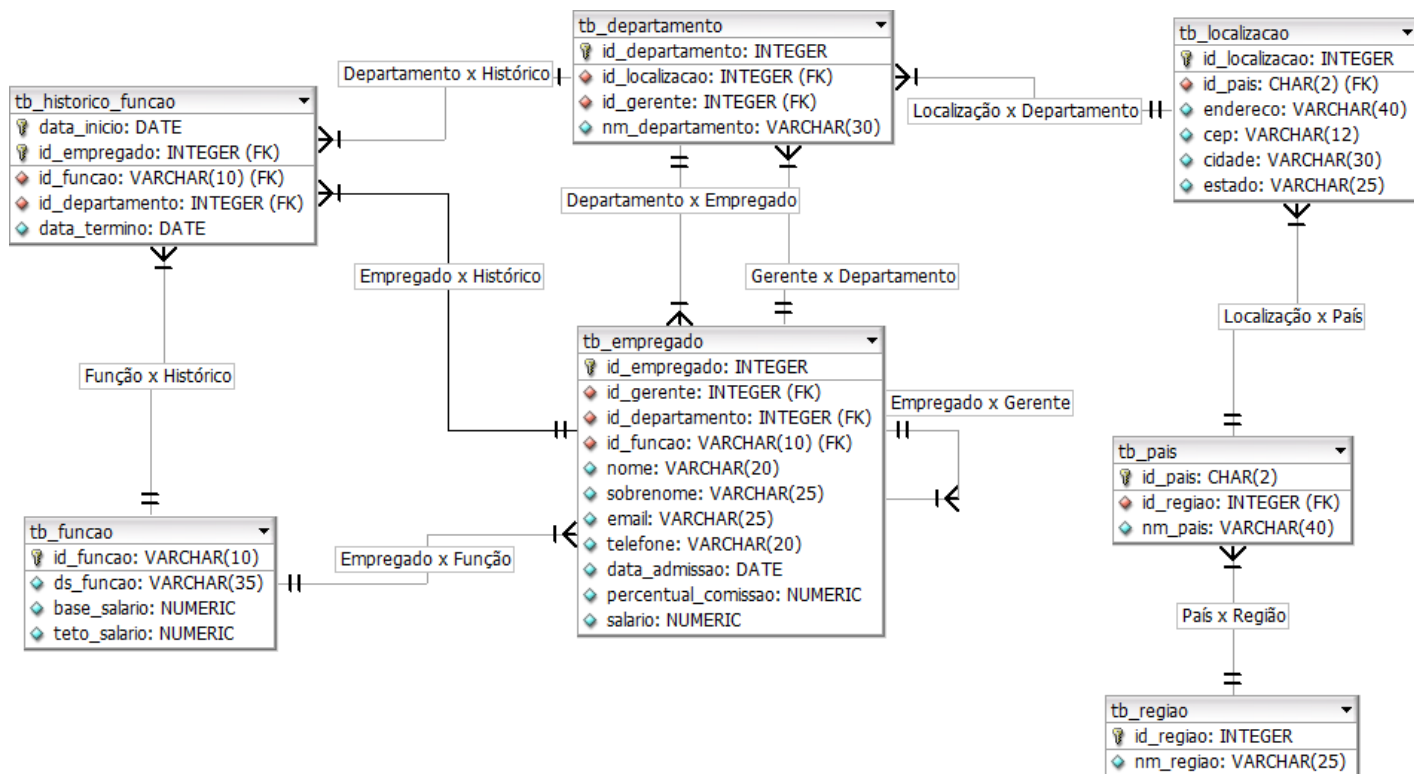 tb_departamento
id_departamento: INTEGER
id_localizacao: INTEGER (FK)
id_gerente: INTEGER (FK)
nm_departamento: VARCHAR(30)
tb_localizacao
id_localizacao: INTEGER
id_pais: CHAR(2) (FK)
endereco: VARCHAR(40)
cep: VARCHAR(12)
cidade: VARCHAR(30)
estado: VARCHAR(25)
Departamento x Histórico
Localização x Departamento
tb_historico_funcao
data_inicio: DATE
id_empregado: INTEGER (FK)
id_funcao: VARCHAR(10) (FK)
id_departamento: INTEGER (FK)
data_termino: DATE
Departamento x Empregado
Empregado x Histórico
Gerente x Departamento
Localização x País
Função x Histórico
tb_empregado
id_empregado: INTEGER
id_gerente: INTEGER (FK)
id_departamento: INTEGER (FK)
id_funcao: VARCHAR(10) (FK)
nome: VARCHAR(20)
sobrenome: VARCHAR(25)
email: VARCHAR(25)
telefone: VARCHAR(20)
data_admissao: DATE
percentual_comissao: NUMERIC
salario: NUMERIC
Empregado x Gerente
tb_pais
id_pais: CHAR(2)
id_regiao: INTEGER (FK)
nm_pais: VARCHAR(40)
tb_funcao
id_funcao: VARCHAR(10)
ds_funcao: VARCHAR(35)
base_salario: NUMERIC
teto_salario: NUMERIC
Empregado x Função
País x Região
tb_regiao
id_regiao: INTEGER
nm_regiao: VARCHAR(25)